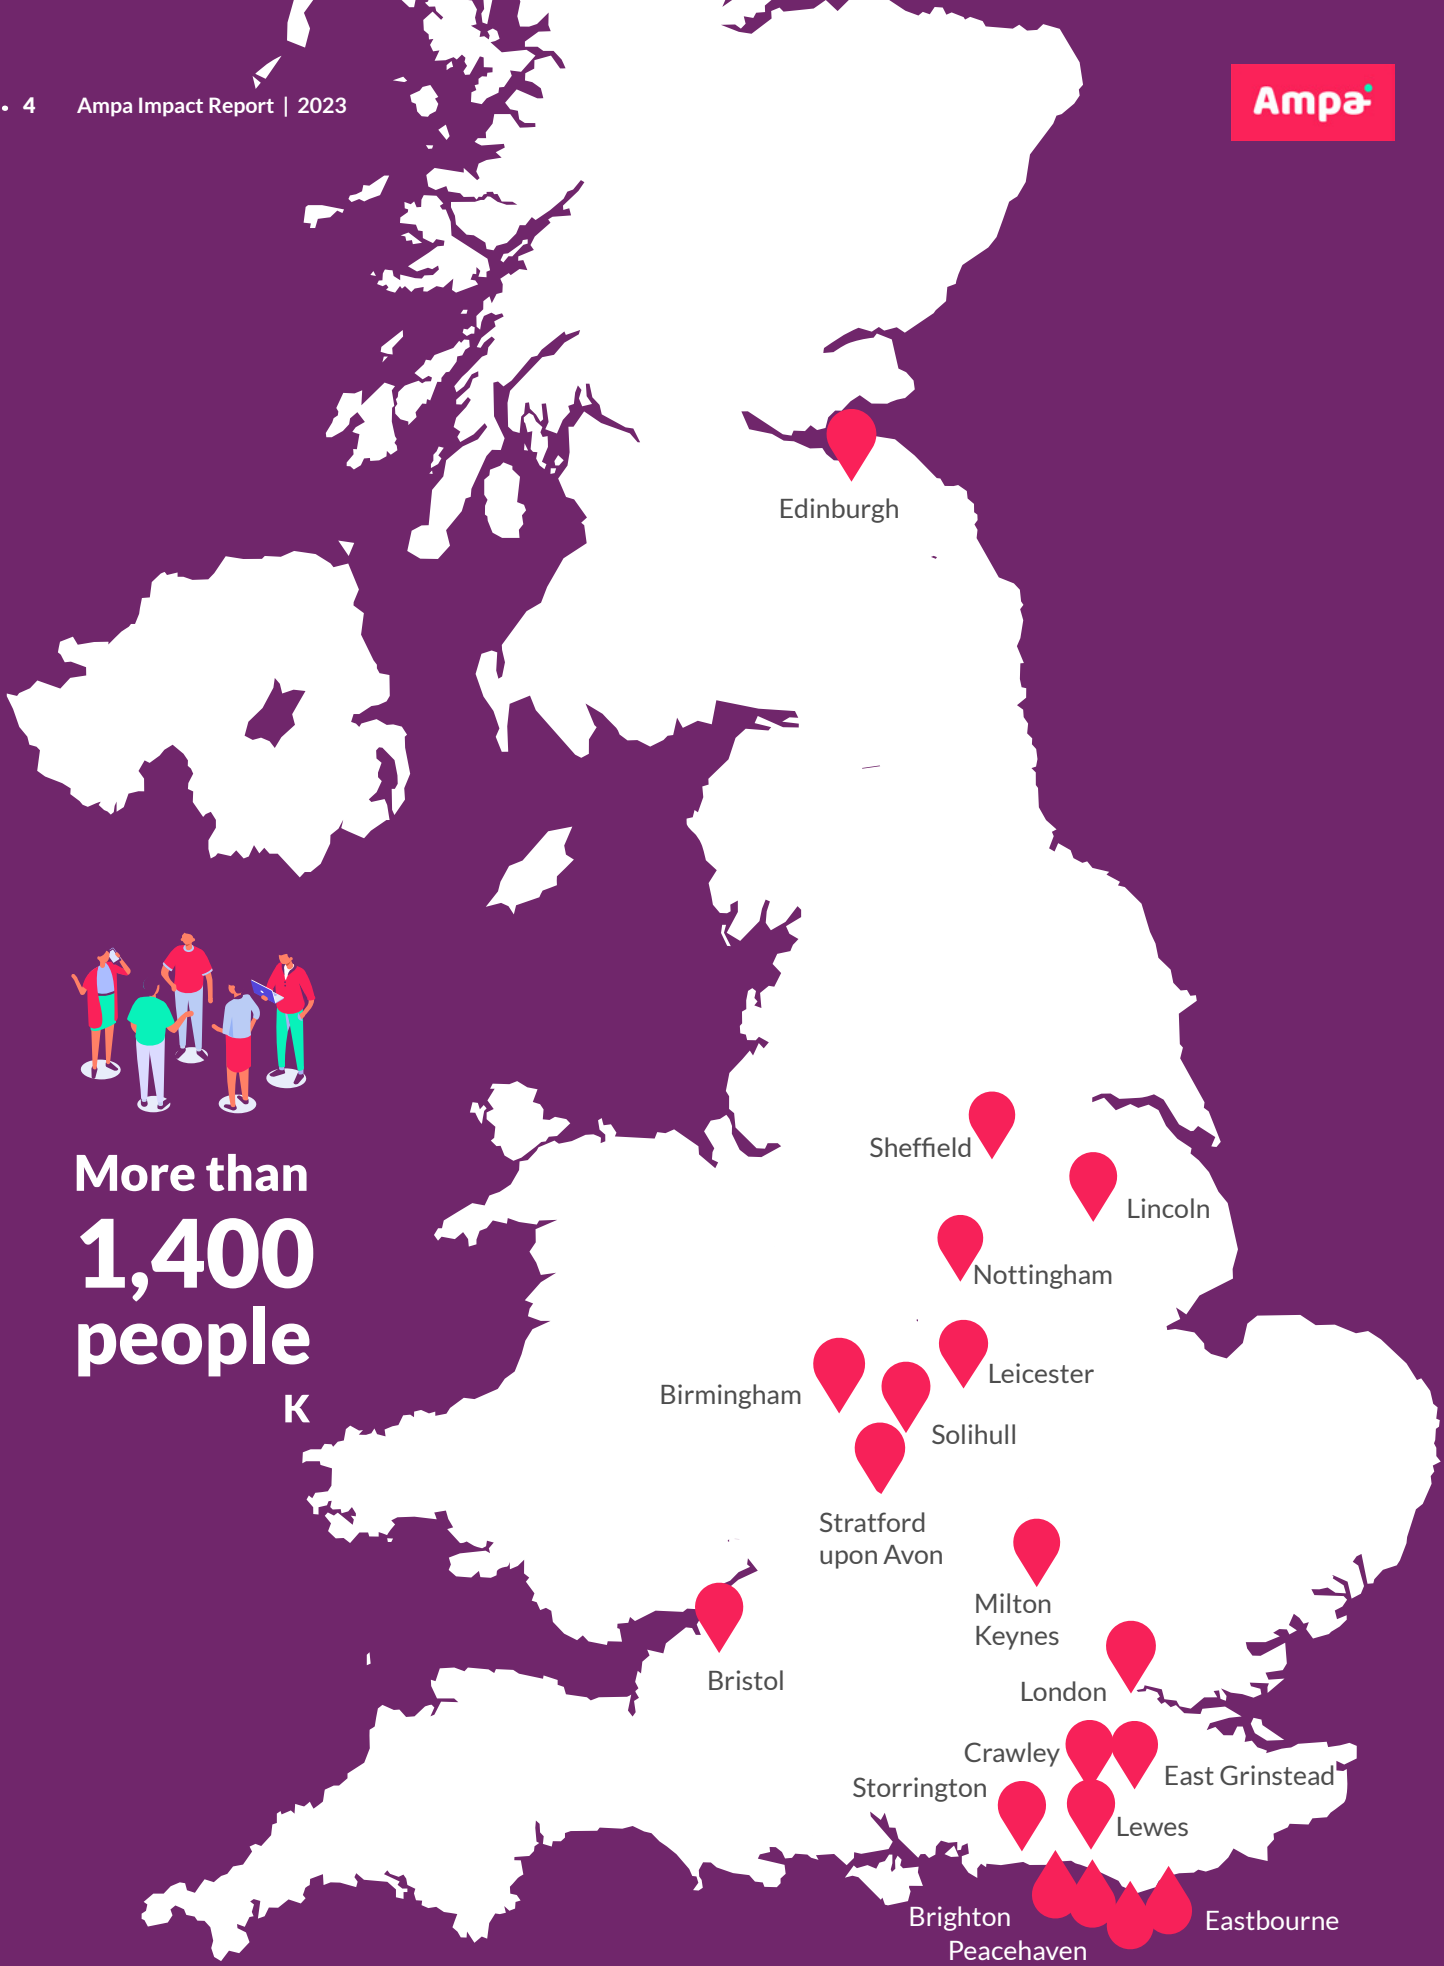 4 Ampa Impact Report | 2023
Ampa
Edinburgh
Sheffield
Lincoln
Nottingham
Leicester
Birmingham
Solihull
Stratford
upon Avon
Milton
Keynes
Bristol
London
Crawley
East Grinstead
Storrington
Lewes
Brighton
Eastbourne
Peacehaven
More than
1,400
people
K